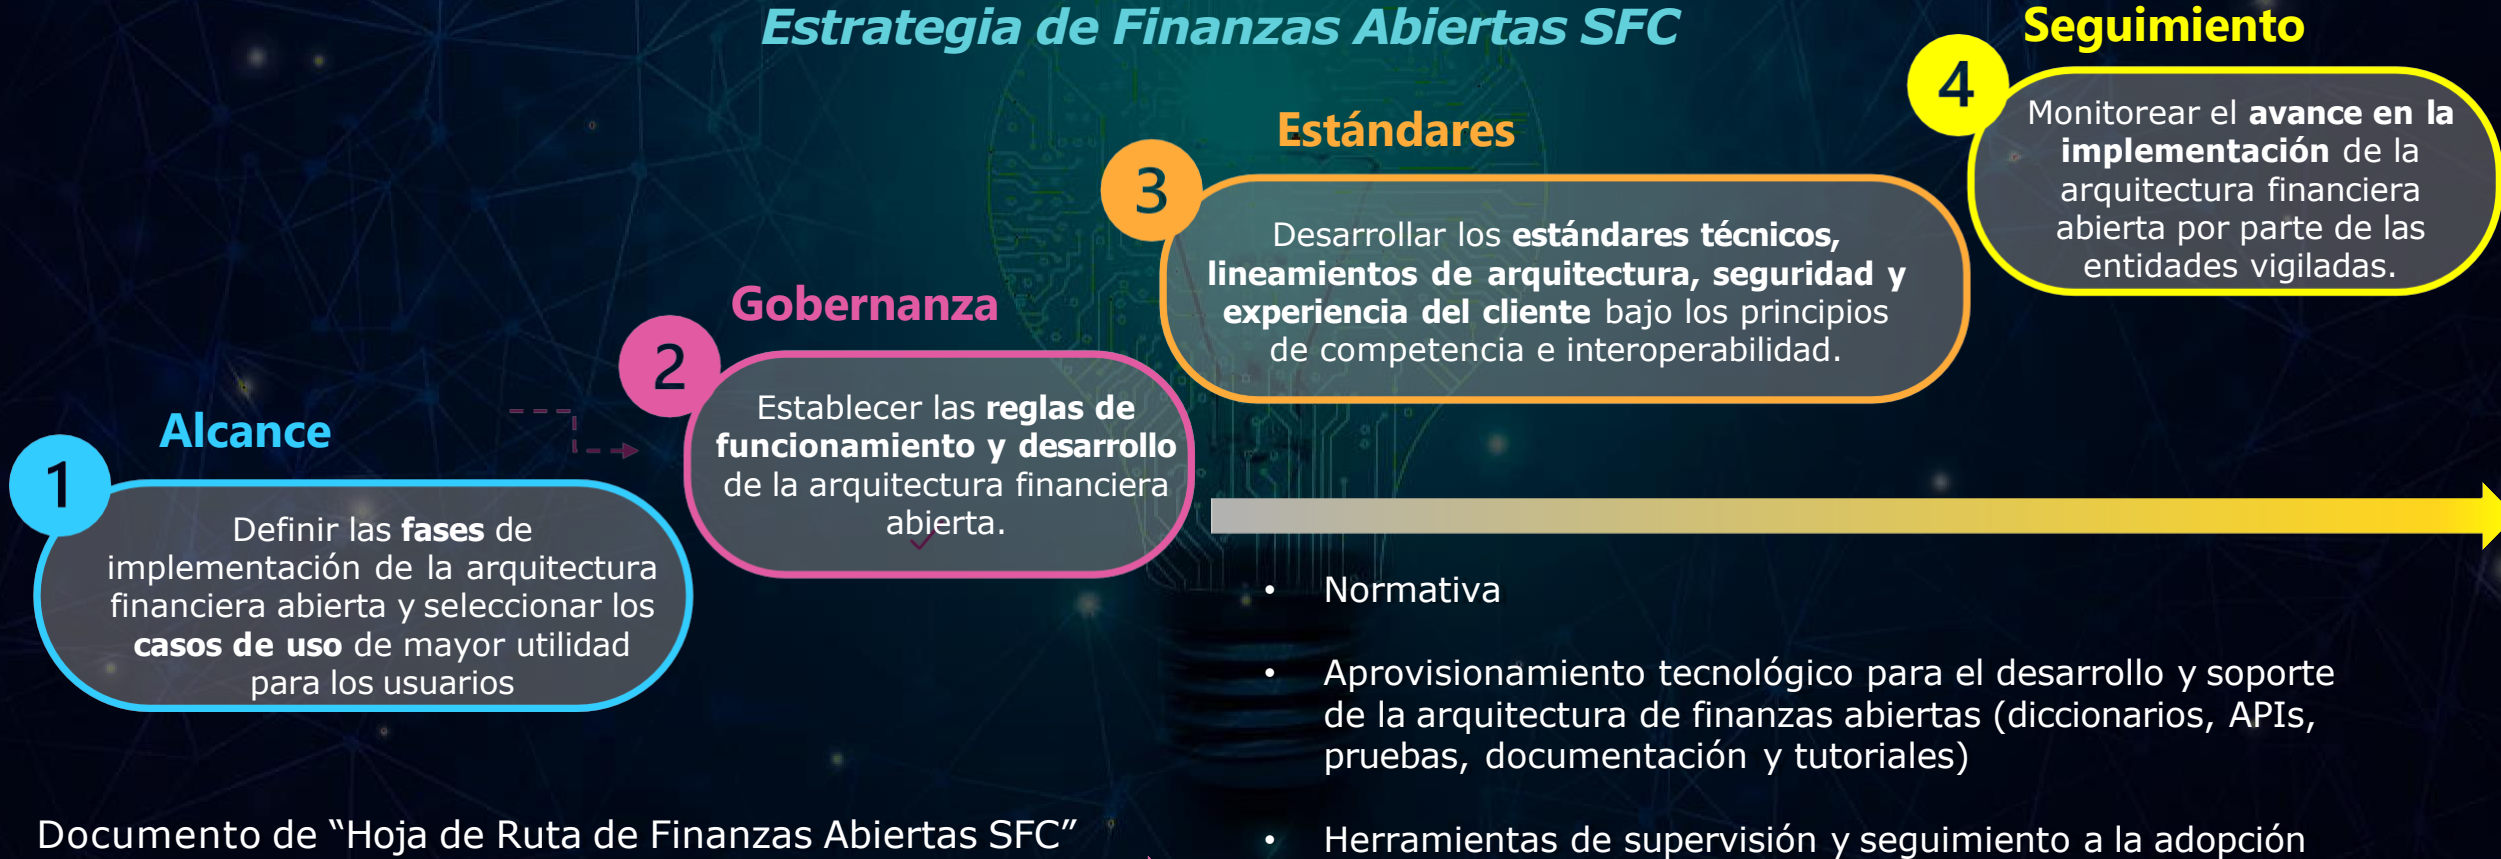 Estrategia de Finanzas Abiertas SFC
1
Alcance
Definir las fases de
implementación de la arquitectura
financiera abierta y seleccionar los
casos de uso de mayor utilidad
para los usuarios
2
Gobernanza
Establecer las reglas de
funcionamiento y desarrollo
de la arquitectura financiera
abierta.
3
Estándares
Desarrollar los estándares técnicos,
lineamientos de arquitectura, seguridad y
experiencia del cliente bajo los principios
de competencia e interoperabilidad.
4
Seguimiento
Monitorear el avance en la
implementación de la
arquitectura financiera
abierta por parte de las
entidades vigiladas.
• Normativa
• Aprovisionamiento tecnológico para el desarrollo y soporte
de la arquitectura de finanzas abiertas (diccionarios, APIs,
pruebas, documentación y tutoriales)
• Herramientas de supervisión y seguimiento a la adopción
Documento de “Hoja de Ruta de Finanzas Abiertas SFC”